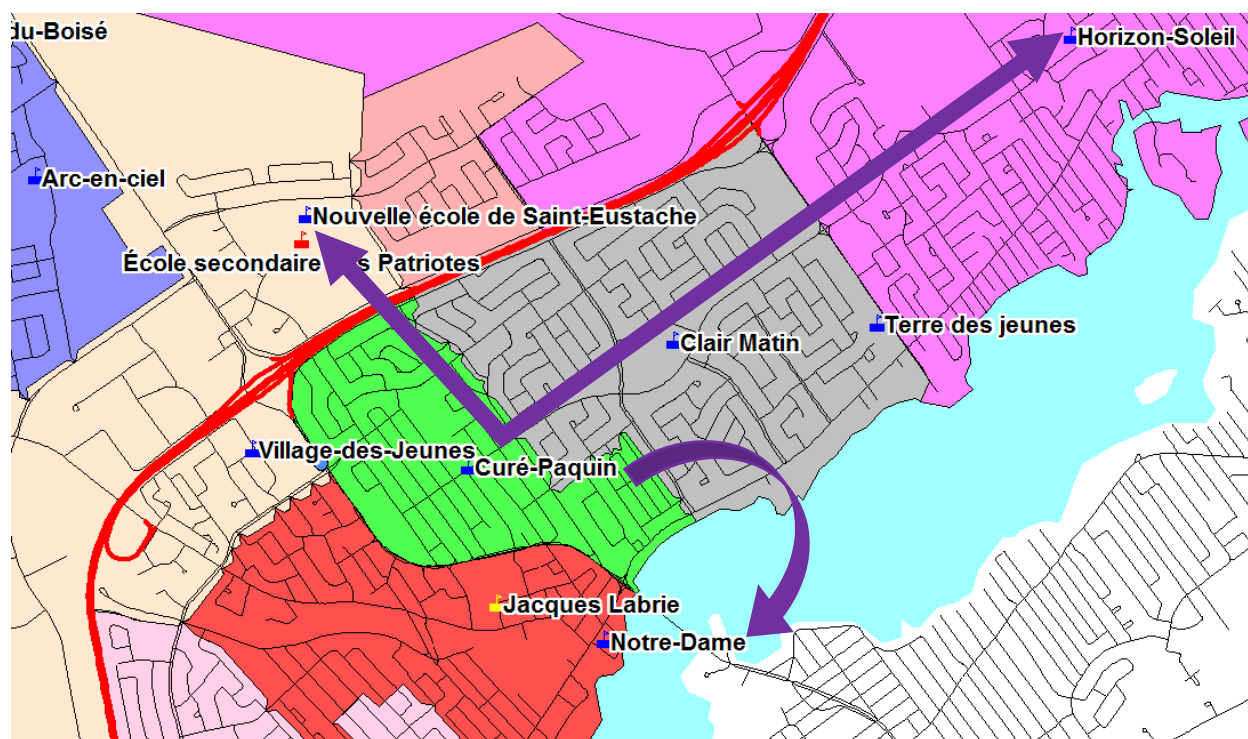 du-Boisé
Horizon-Soleil
Arc-en-ciel
Nouvelle école de Saint-Eustache
École secondaire s Patriotes
Terre des jeunes
Clair Matin
Village-des-Jeunes
Curé-Paquin
Jacques Labrie
Notre-Dame